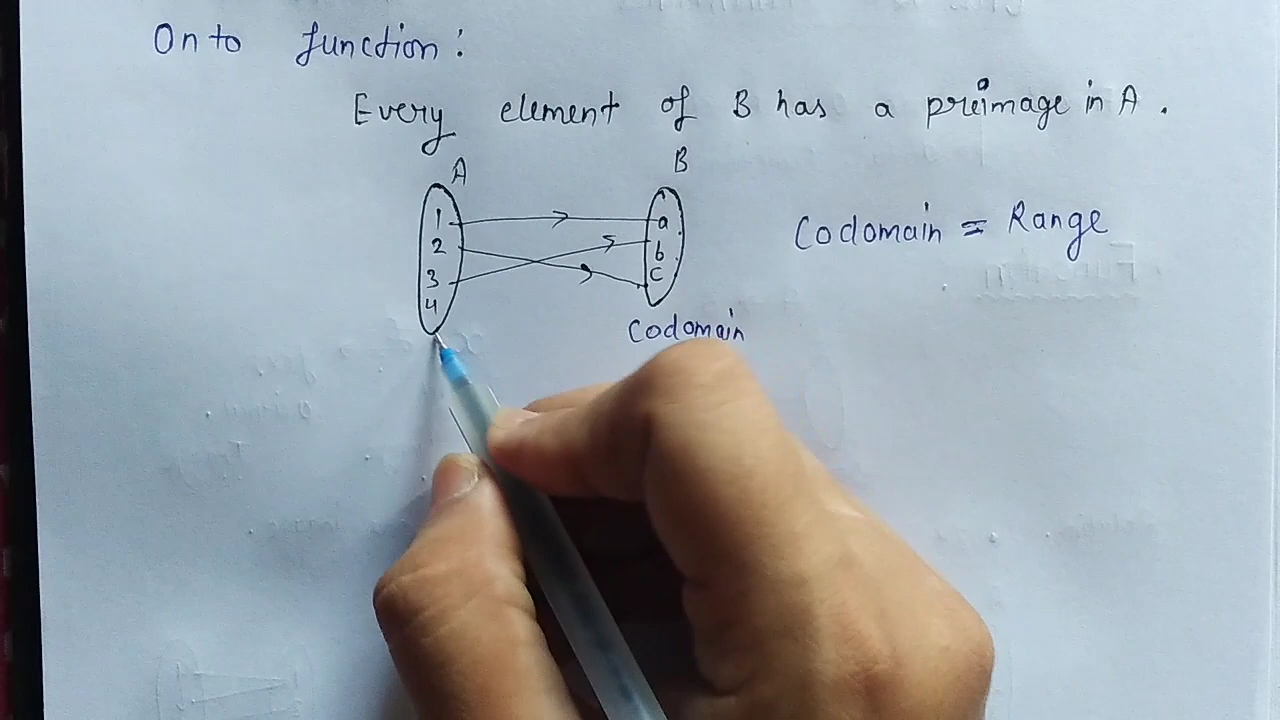 Onto function:
Every element of B has a preimage in A.
A
B
1
2
3
4
a
b
c
Codomain = Range
Codomain